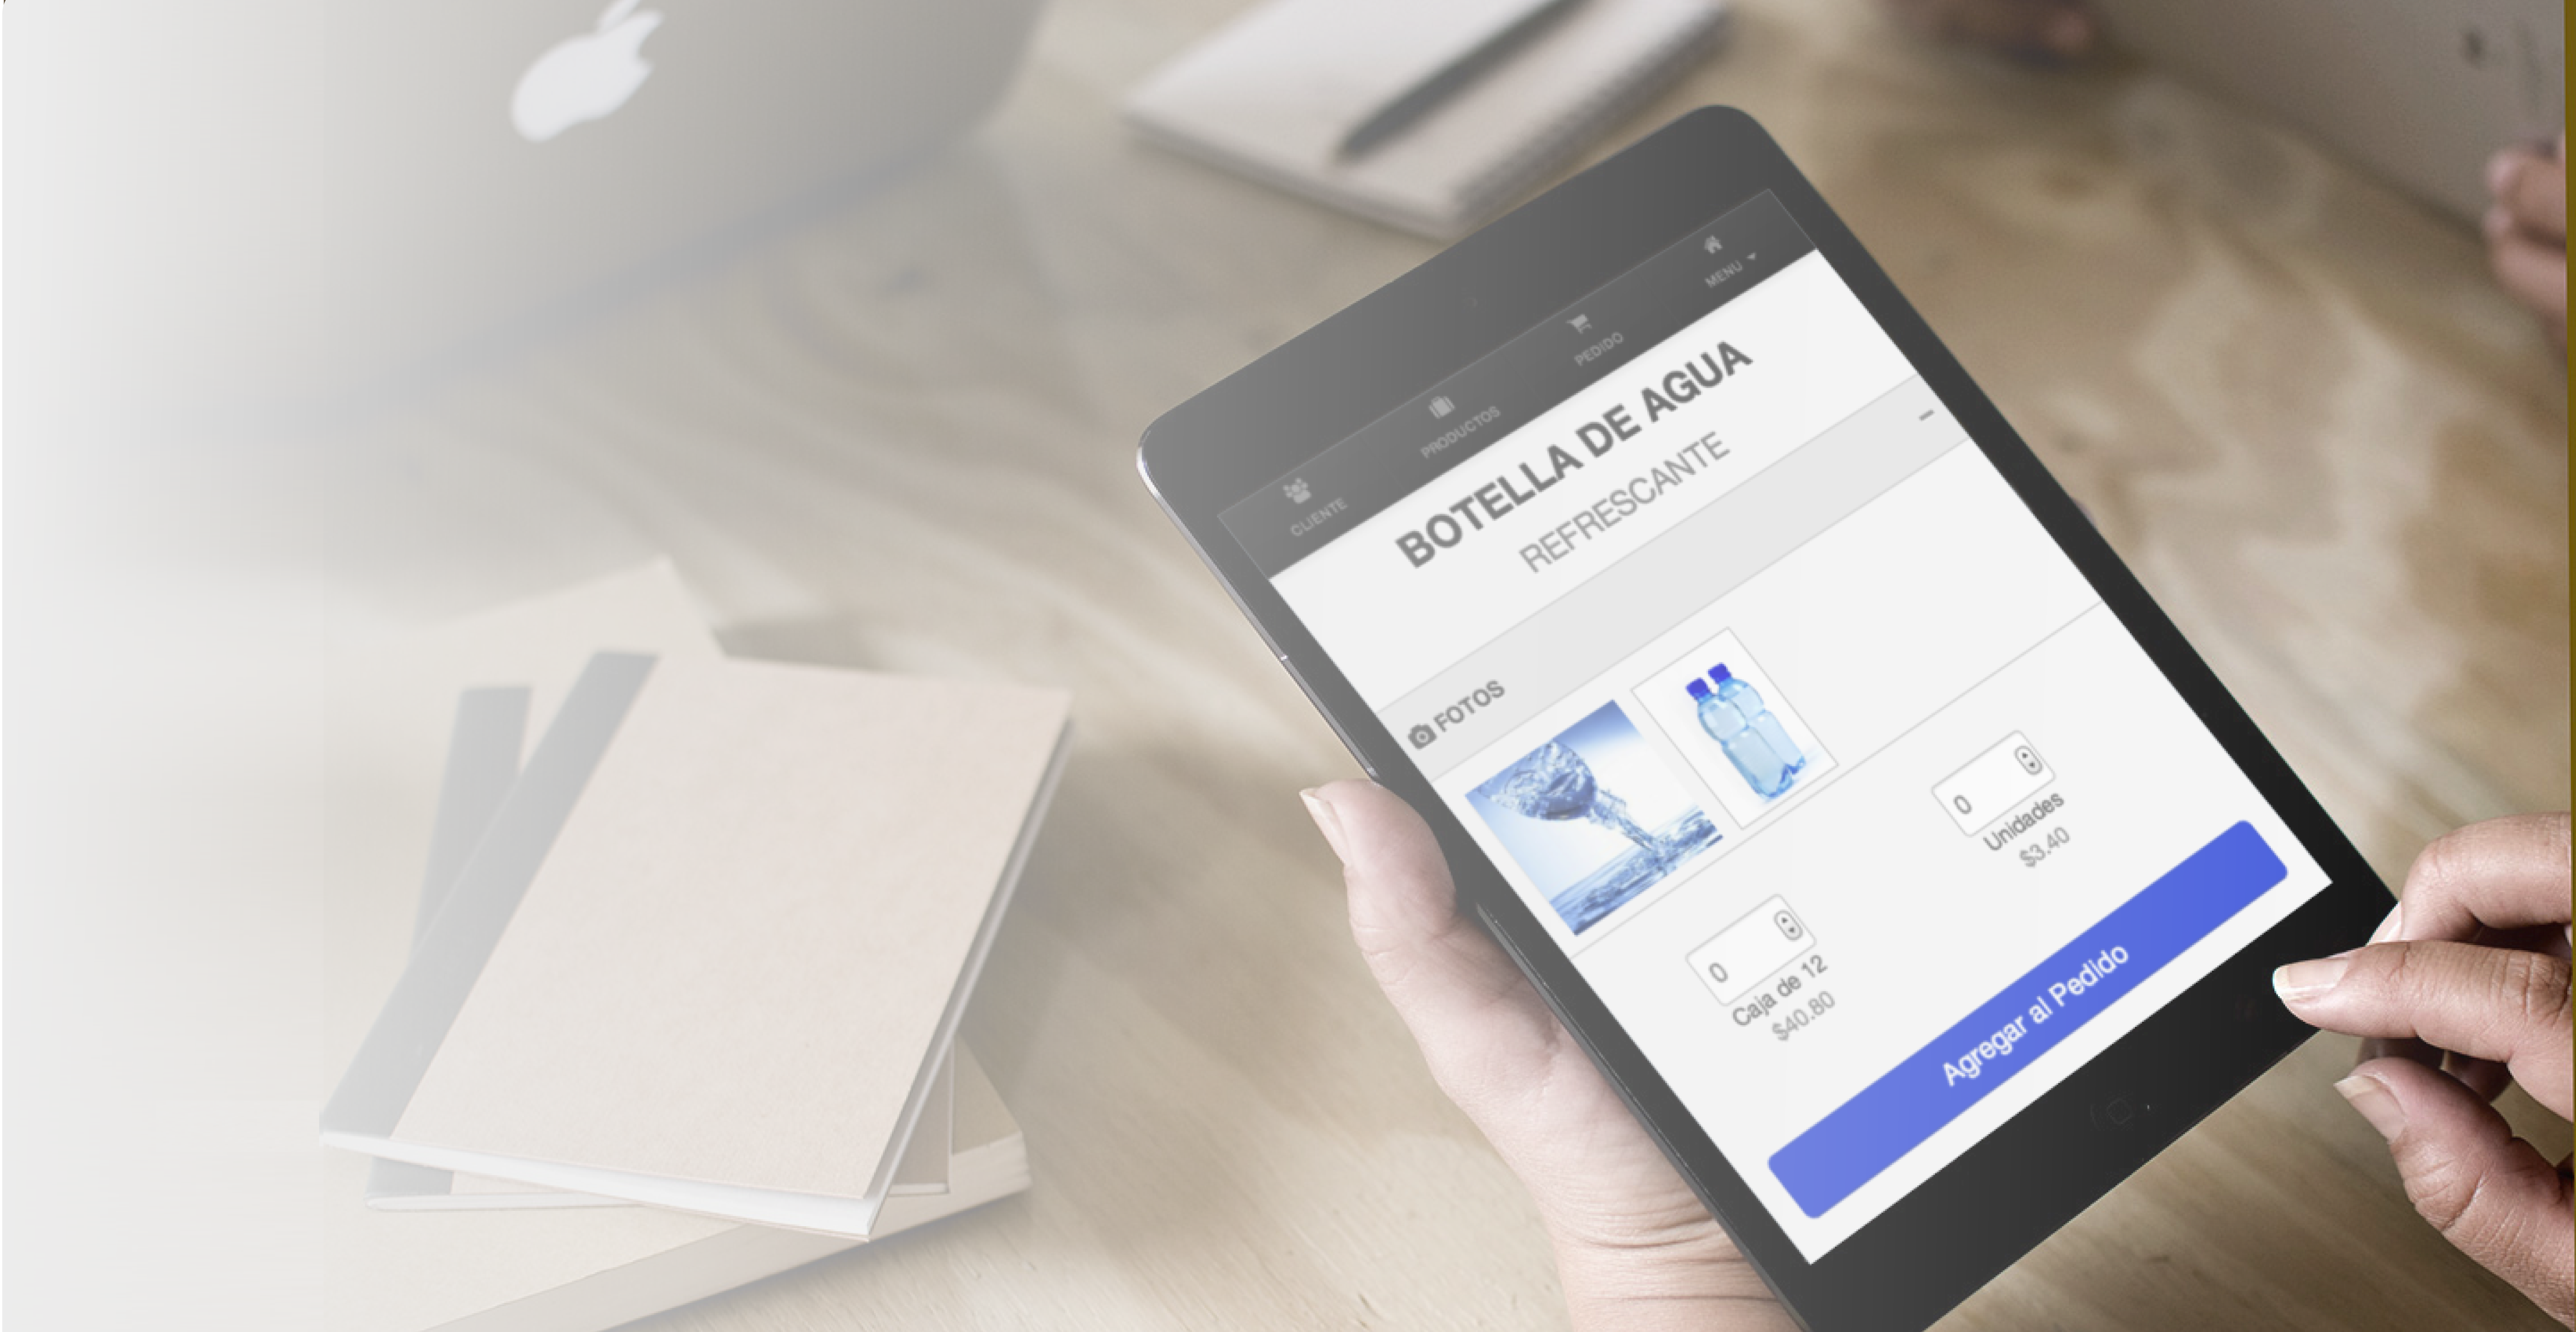 CLIENTE
PRODUCTOS
PEDIDO
MENU
BOTELLA DE AGUA
REFRESCANTE
FOTOS
0
Caja de 12
$40.80
0
Unidades
$3.40
Agregar al Pedido